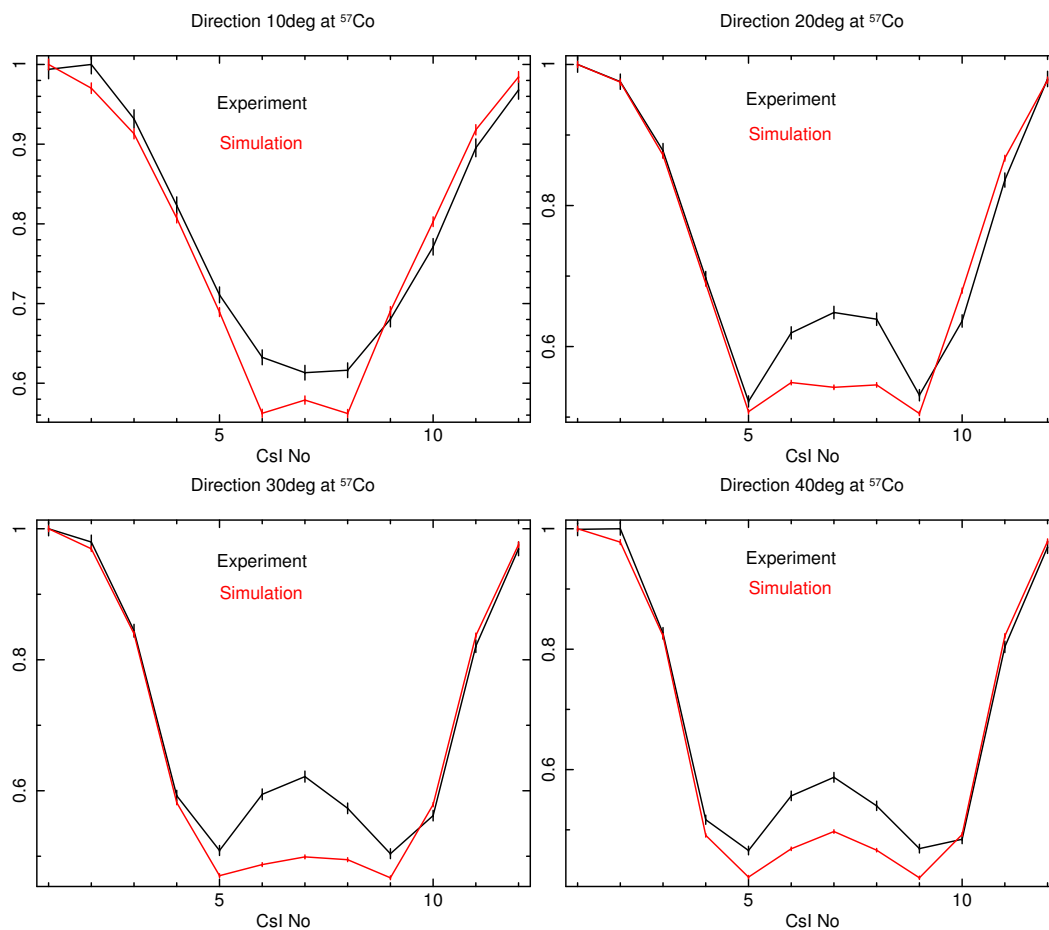 Direction 10deg at ⁵⁷Co
1
0.9
0.8
0.7
0.6
Experiment
Simulation
5
10
CsI No
Direction 20deg at ⁵⁷Co
1
0.8
0.6
Experiment
Simulation
5
10
CsI No
Direction 30deg at ⁵⁷Co
1
0.8
0.6
Experiment
Simulation
5
10
CsI No
Direction 40deg at ⁵⁷Co
1
0.8
0.6
Experiment
Simulation
5
10
CsI No